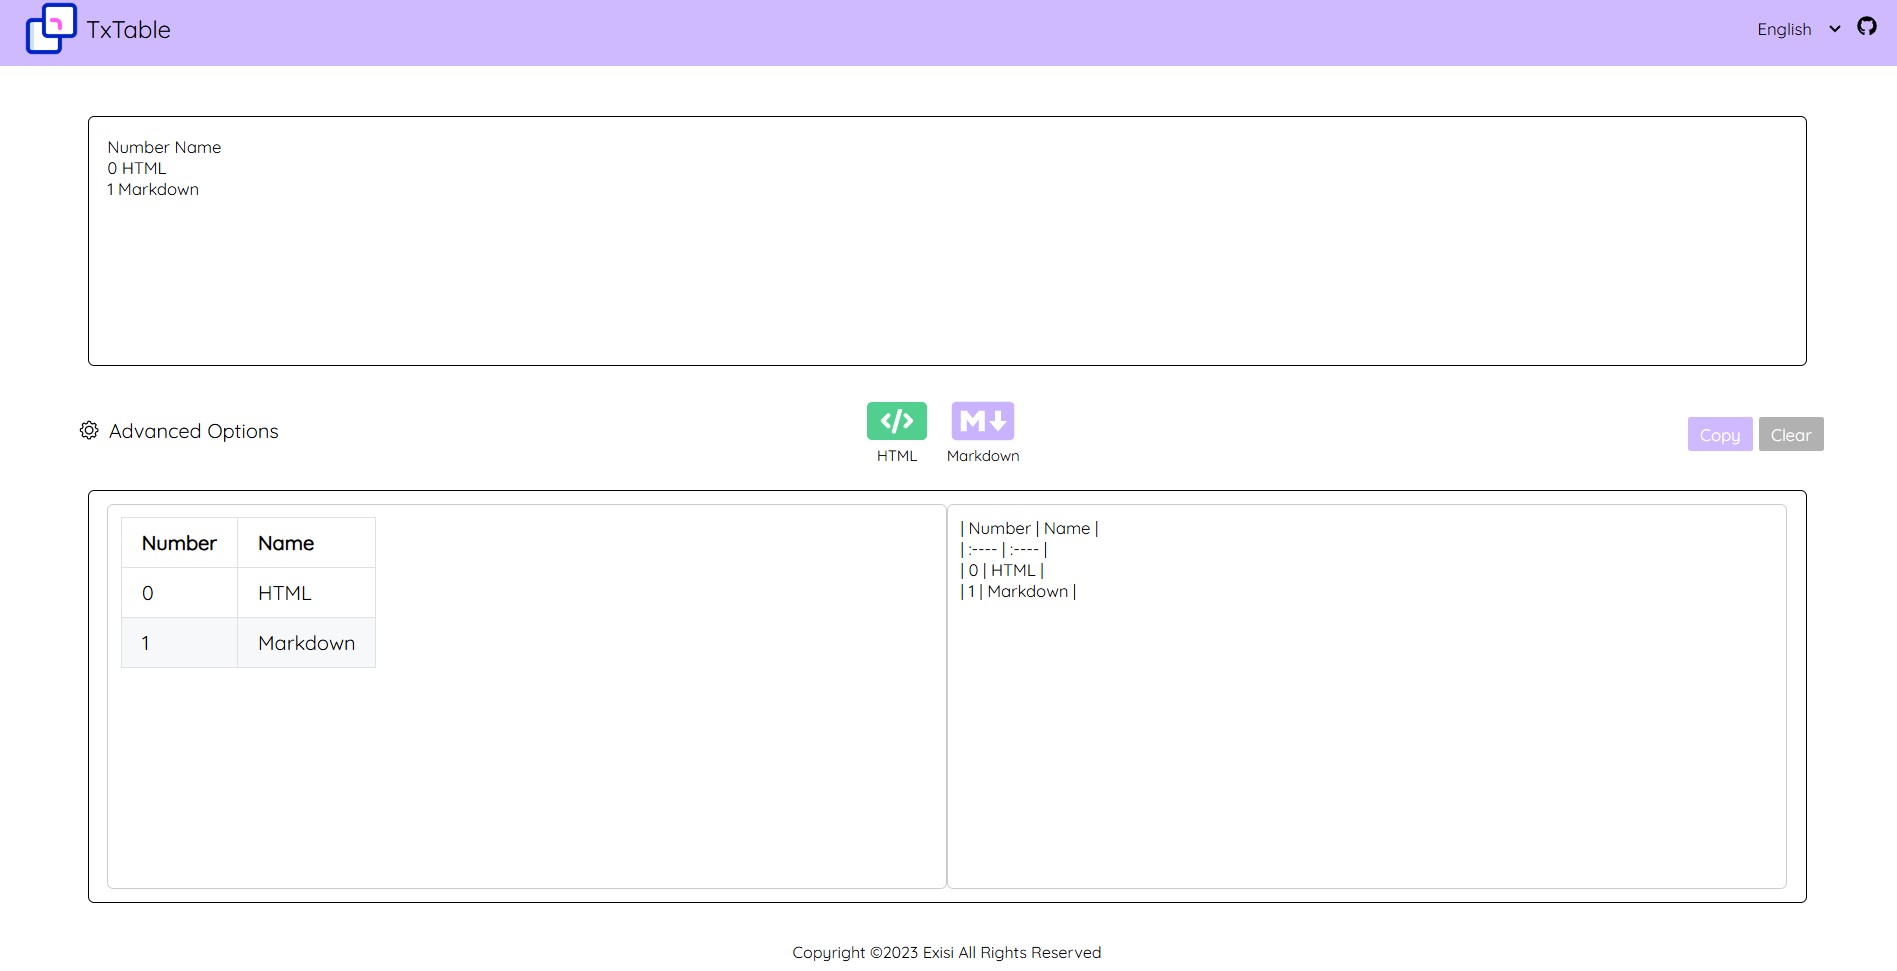 TxTable
English
Number Name
0 HTML
1 Markdown
Advanced Options
HTML
Markdown
Copy
Clear
Number Name
0 HTML
1 Markdown
| Number | Name |
| :---- | :---- |
| 0 | HTML |
| 1 | Markdown |
Copyright ©2023 Exisi All Rights Reserved